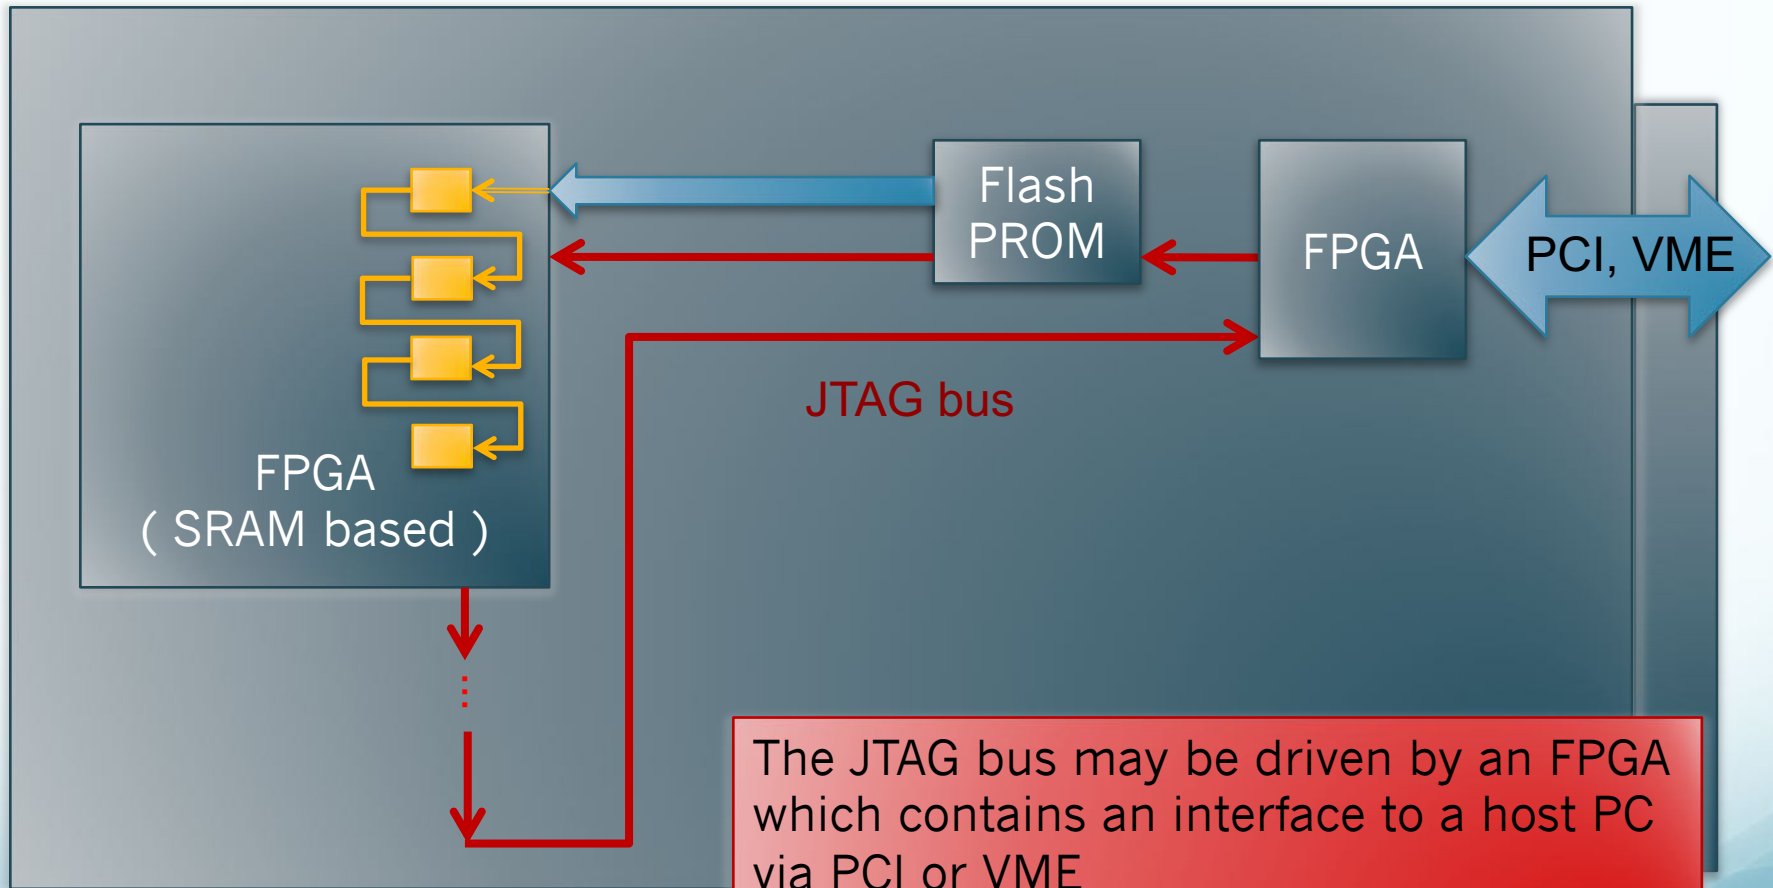 Flash
PROM
FPGA
PCI, VME
JTAG bus
FPGA
( SRAM based )
The JTAG bus may be driven by an FPGA
which contains an interface to a host PC
via PCI or VME